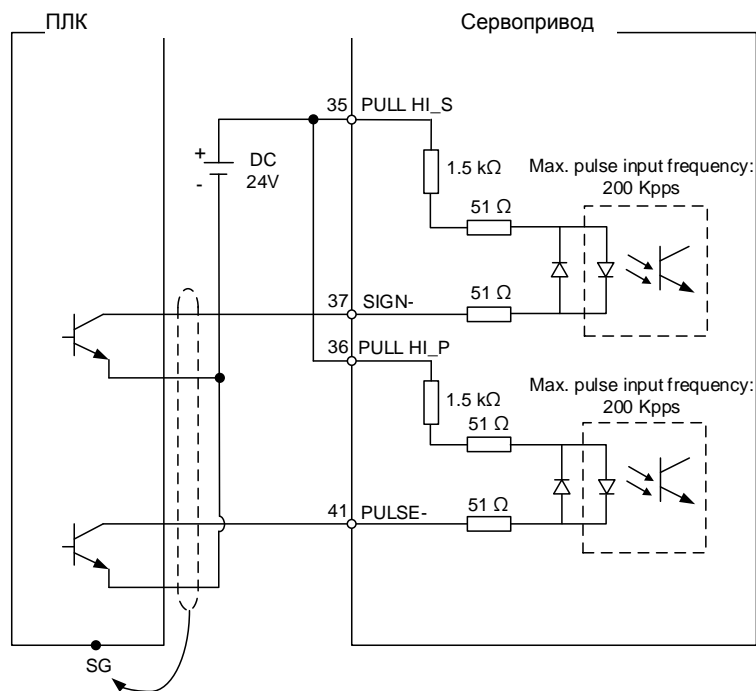 ПЛК
Сервопривод
35 PULL HI_S
+
DC
24V
-
1.5 kΩ
Max. pulse input frequency:
200 Kpps
51 Ω
37 SIGN-
51 Ω
36 PULL HI_P
1.5 kΩ
Max. pulse input frequency:
200 Kpps
51 Ω
41 PULSE-
51 Ω
SG